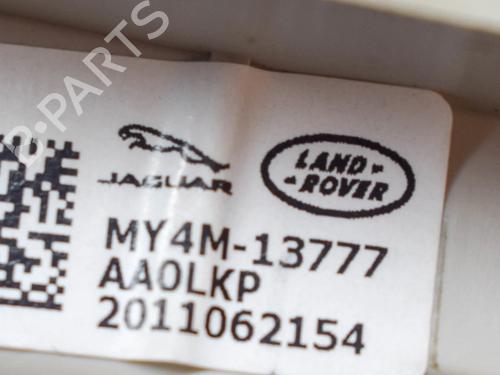 B-PARTS
JAGUAR
LAND-
-ROVER
MY4M-13777
AA0LKP
2011062154